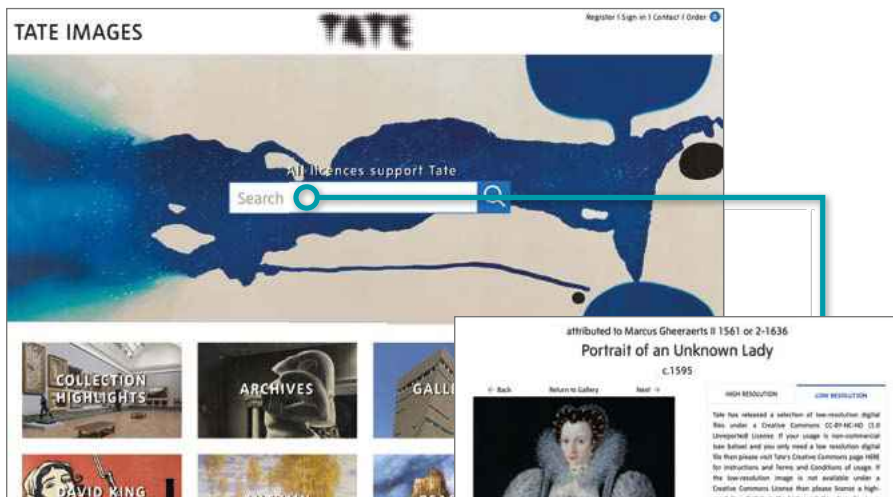 TATE IMAGES
TATE
Register | Sign in | Contact | Order 0
All licences support Tate
Search
COLLECTION
HIGHLIGHTS
ARCHIVES
GALL
DAVID KING
attributed to Marcus Gheeraerts II 1561 or 2-1636
Portrait of an Unknown Lady
c.1595
← Back
Return to Gallery
Next →
HIGH RESOLUTION
LOW RESOLUTION
Tate has released a selection of low-resolution digital
files under a Creative Commons CC-BY-NC-ND (3.0
Unreported) License. If your usage is non-commercial
(see below) and you only need a low resolution digital
file than please visit Tate's Creative Commons page HERE
for instructions and Terms and Conditions of usage. If
the low-resolution image is not available under a
Creative Commons License than please license a high-